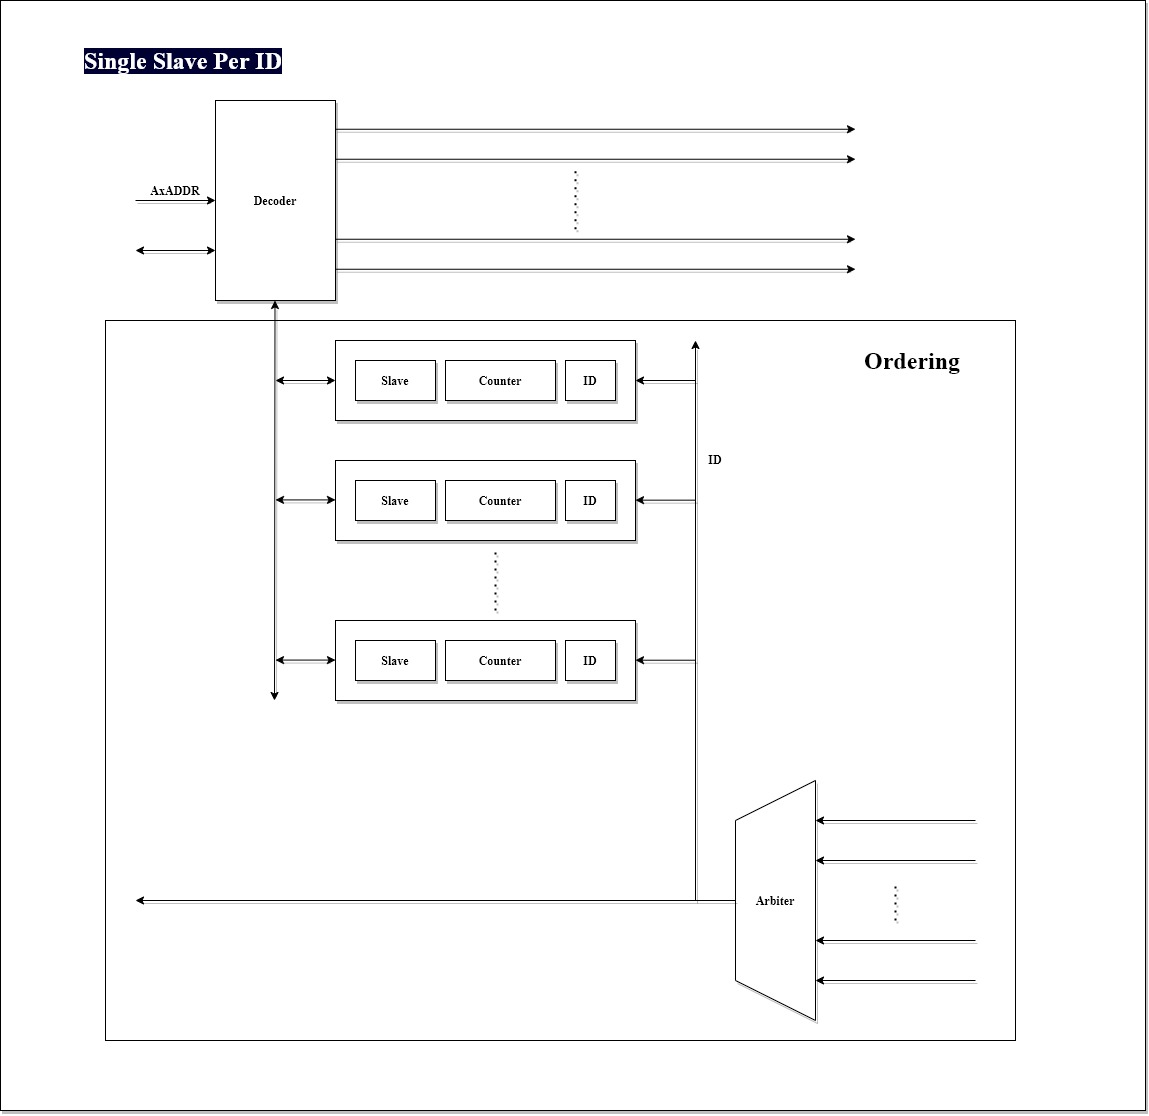 Single Slave Per ID
AxADDR
Decoder
Ordering
Slave Counter ID
ID
Slave Counter ID
Slave Counter ID
Arbiter